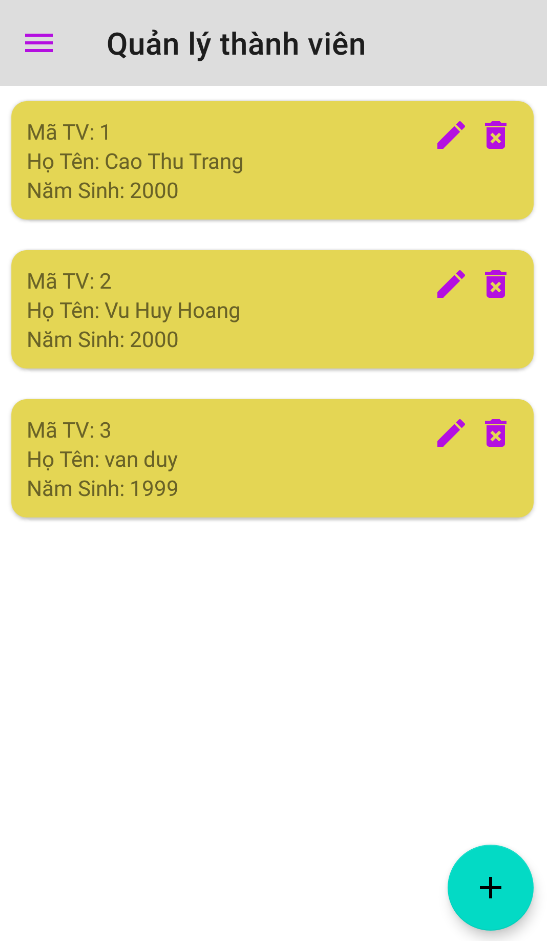 Quản lý thành viên
Mã TV: 1
Họ Tên: Cao Thu Trang
Năm Sinh: 2000
Mã TV: 2
Họ Tên: Vu Huy Hoang
Năm Sinh: 2000
Mã TV: 3
Họ Tên: van duy
Năm Sinh: 1999